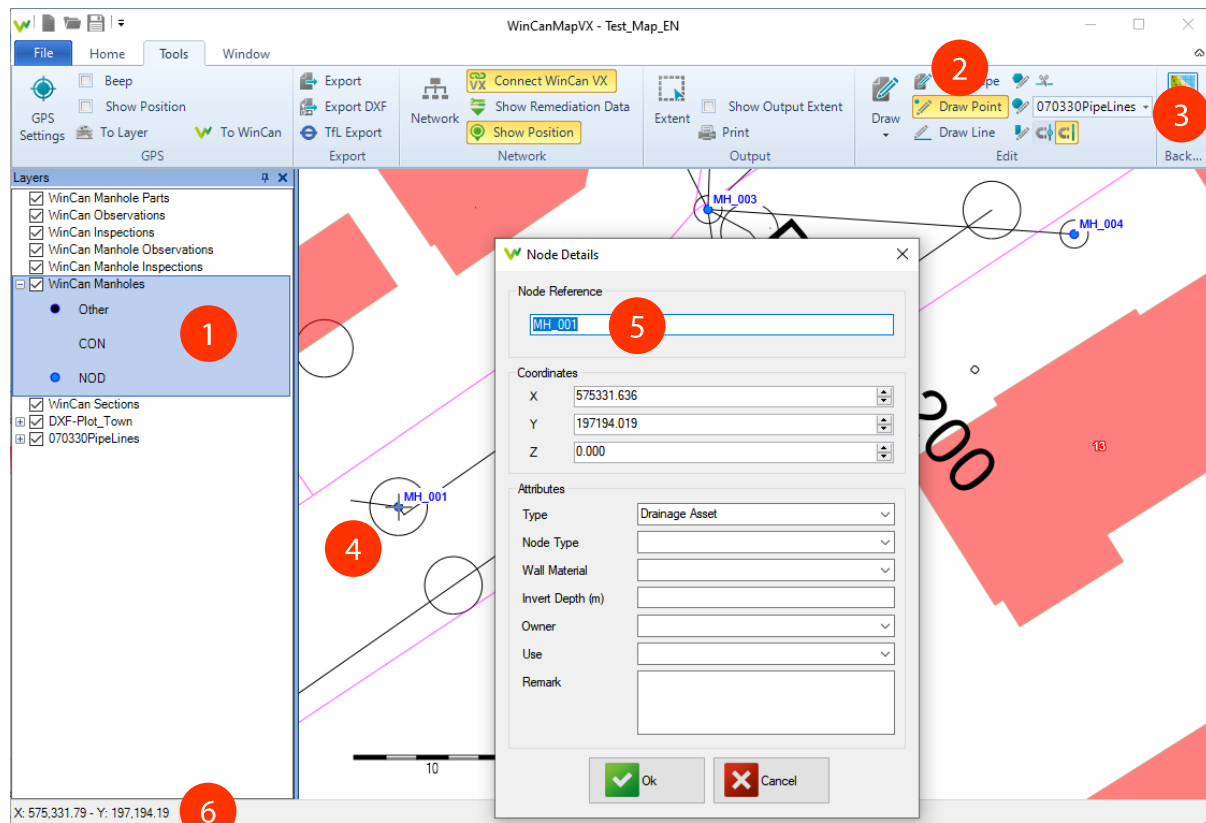 WinCanMapVX - Test_Map_EN
File Home Tools Window
Beep
Show Position
GPS Settings
To Layer To WinCan
GPS
Export
Export DXF
TfL Export
Export
Network
VX Connect WinCan VX
Show Remediation Data
Show Position
Network
Extent
Show Output Extent
Print
Output
Draw
2
Draw Point 070330PipeLines
Draw Line
Edit
3
Back...
Layers
WinCan Manhole Parts
WinCan Observations
WinCan Inspections
WinCan Manhole Observations
WinCan Manhole Inspections
WinCan Manholes
Other
CON
NOD
1
WinCan Sections
DXF-Plot_Town
070330PipeLines
MH_003
MH_004
MH_001
4
10
200
13
Node Details
Node Reference
MH_001
5
Coordinates
X 575331.636
Y 197194.019
Z 0.000
Attributes
Type Drainage Asset
Node Type
Wall Material
Invert Depth (m)
Owner
Use
Remark
Ok Cancel
X: 575,331.79 - Y: 197,194.19
6